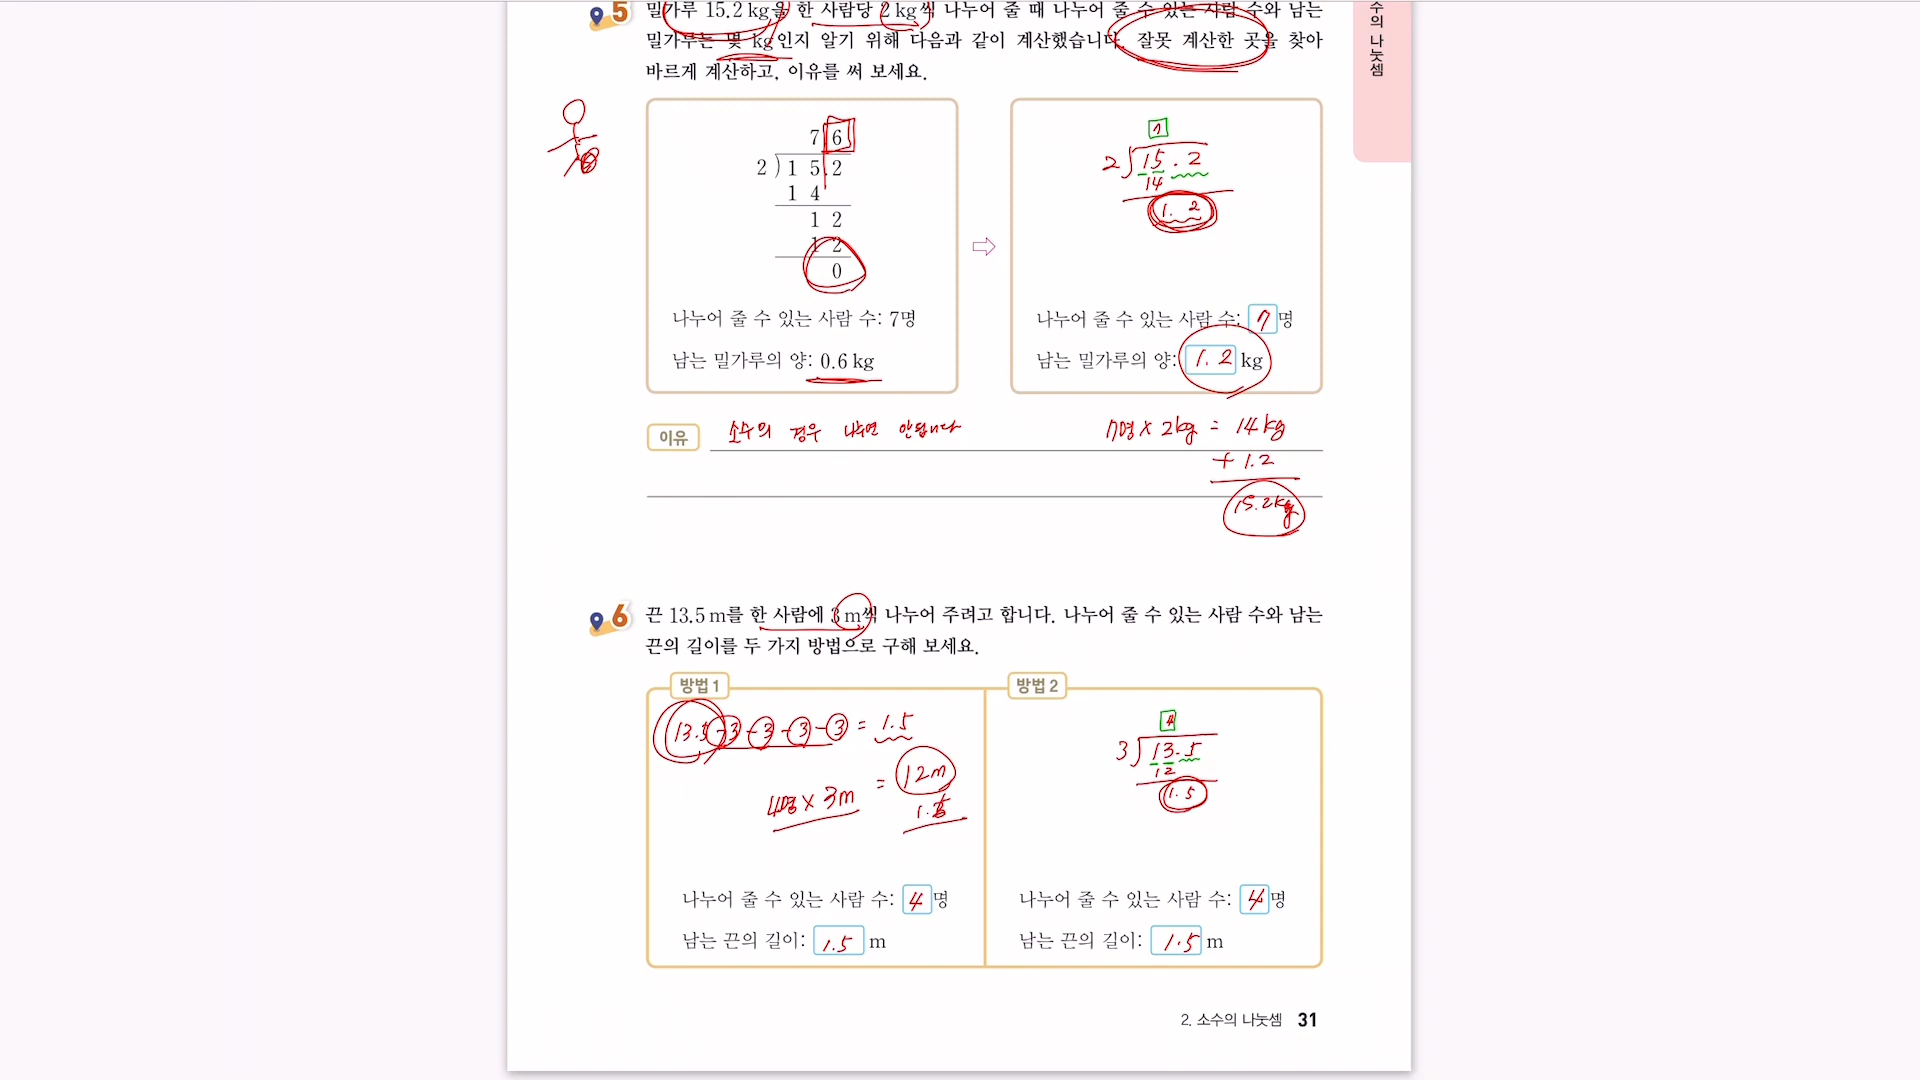 수의 나눗셈
5 밀가루 15.2 kg을 한 사람당 2 kg씩 나누어 줄 때 나누어 줄 수 있는 사람 수와 남는
밀가루는 몇 kg인지 알기 위해 다음과 같이 계산했습니다. 잘못 계산한 곳을 찾아
바르게 계산하고, 이유를 써 보세요.
7 6
2 ) 1 5.2
1 4
1 2
1 2
0
나누어 줄 수 있는 사람 수: 7명
남는 밀가루의 양: 0.6 kg
⇨
7
2 15.2
14
1.2
나누어 줄 수 있는 사람 수: 7명
남는 밀가루의 양: 1.2 kg
이유 소수의 경우 나누면 안됩니다
7명 × 2kg = 14kg
+ 1.2
15.2kg
6 끈 13.5 m를 한 사람에 3 m씩 나누어 주려고 합니다. 나누어 줄 수 있는 사람 수와 남는
끈의 길이를 두 가지 방법으로 구해 보세요.
방법 1
13.5-3-3-3-3=1.5
4명 × 3m = 12m
1.5
나누어 줄 수 있는 사람 수: 4명
남는 끈의 길이: 1.5 m
방법 2
4
3 13.5
12
1.5
나누어 줄 수 있는 사람 수: 4명
남는 끈의 길이: 1.5 m
2. 소수의 나눗셈 31